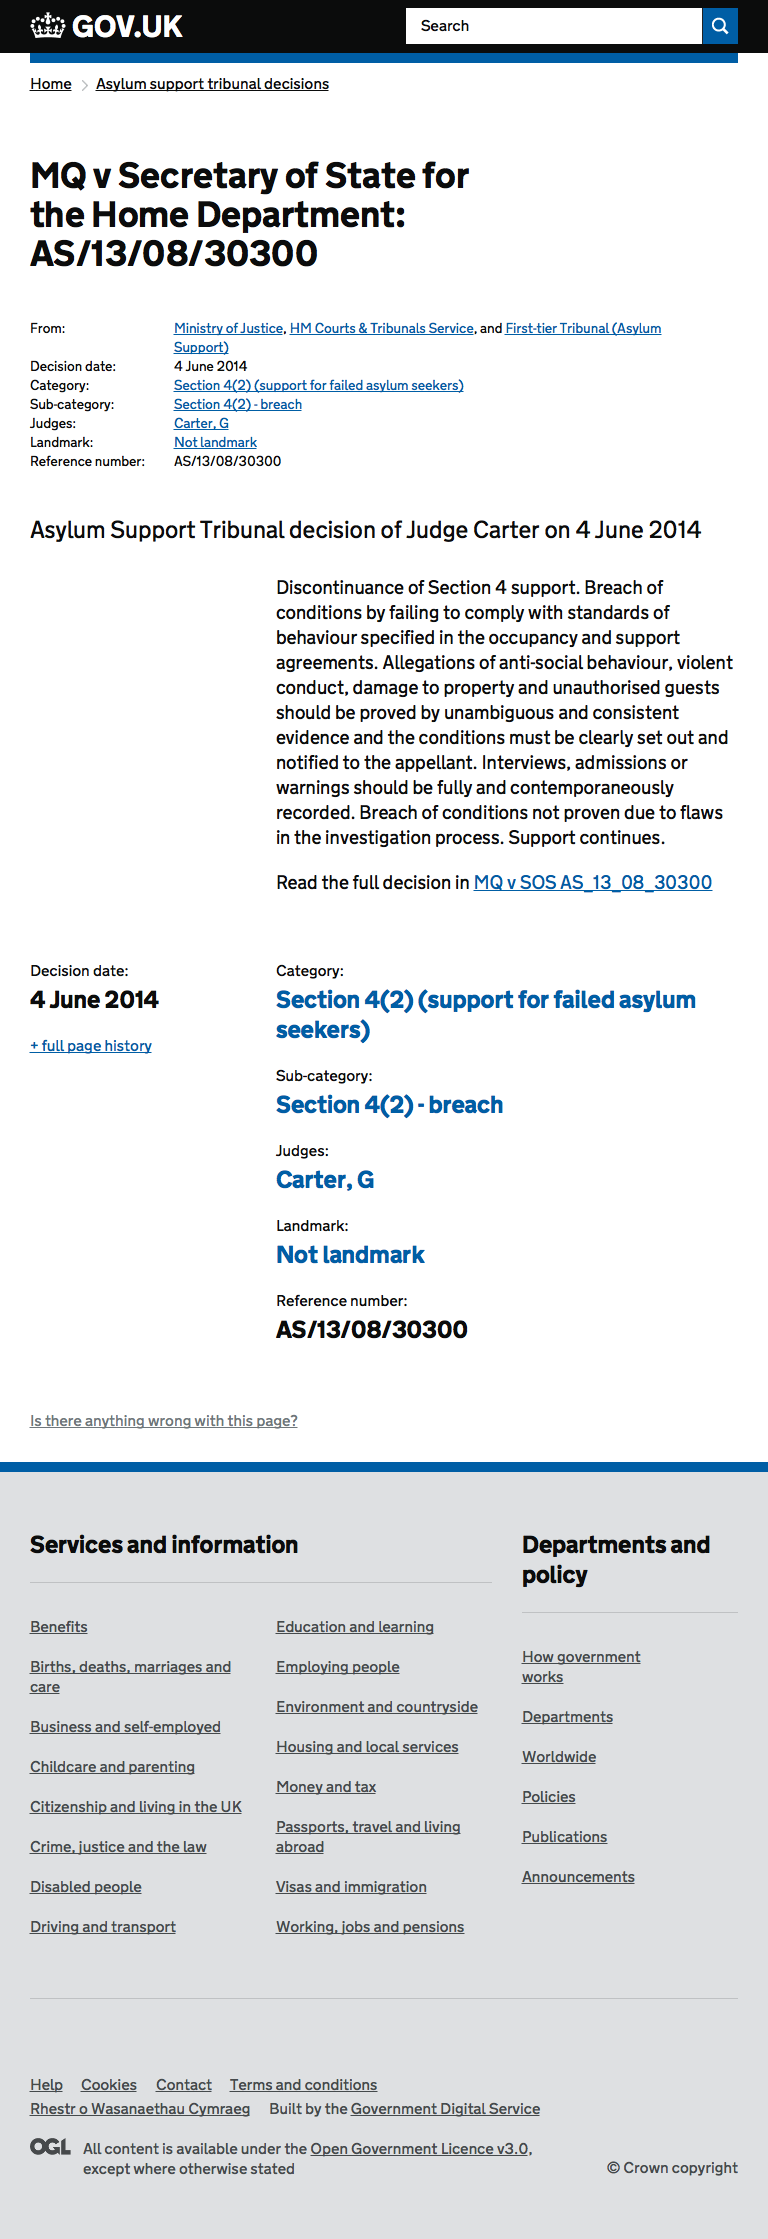 GOV.UK
Search
Home
Asylum support tribunal decisions
MQ v Secretary of State for
the Home Department:
AS/13/08/30300
From: Ministry of Justice, HM Courts & Tribunals Service, and First-tier Tribunal (Asylum
Support)
Decision date: 4 June 2014
Category: Section 4(2) (support for failed asylum seekers)
Sub-category: Section 4(2) - breach
Judges: Carter, G
Landmark: Not landmark
Reference number: AS/13/08/30300
Asylum Support Tribunal decision of Judge Carter on 4 June 2014
Discontinuance of Section 4 support. Breach of
conditions by failing to comply with standards of
behaviour specified in the occupancy and support
agreements. Allegations of anti-social behaviour, violent
conduct, damage to property and unauthorised guests
should be proved by unambiguous and consistent
evidence and the conditions must be clearly set out and
notified to the appellant. Interviews, admissions or
warnings should be fully and contemporaneously
recorded. Breach of conditions not proven due to flaws
in the investigation process. Support continues.
Read the full decision in MQ v SOS AS_13_08_30300
Decision date:
4 June 2014
+ full page history
Category:
Section 4(2) (support for failed asylum
seekers)
Sub-category:
Section 4(2) - breach
Judges:
Carter, G
Landmark:
Not landmark
Reference number:
AS/13/08/30300
Is there anything wrong with this page?
Services and information
Benefits
Births, deaths, marriages and
care
Business and self-employed
Childcare and parenting
Citizenship and living in the UK
Crime, justice and the law
Disabled people
Driving and transport
Education and learning
Employing people
Environment and countryside
Housing and local services
Money and tax
Passports, travel and living
abroad
Visas and immigration
Working, jobs and pensions
Departments and
policy
How government
works
Departments
Worldwide
Policies
Publications
Announcements
Help Cookies Contact Terms and conditions
Rhestr o Wasanaethau Cymraeg Built by the Government Digital Service
OGL All content is available under the Open Government Licence v3.0,
except where otherwise stated
© Crown copyright